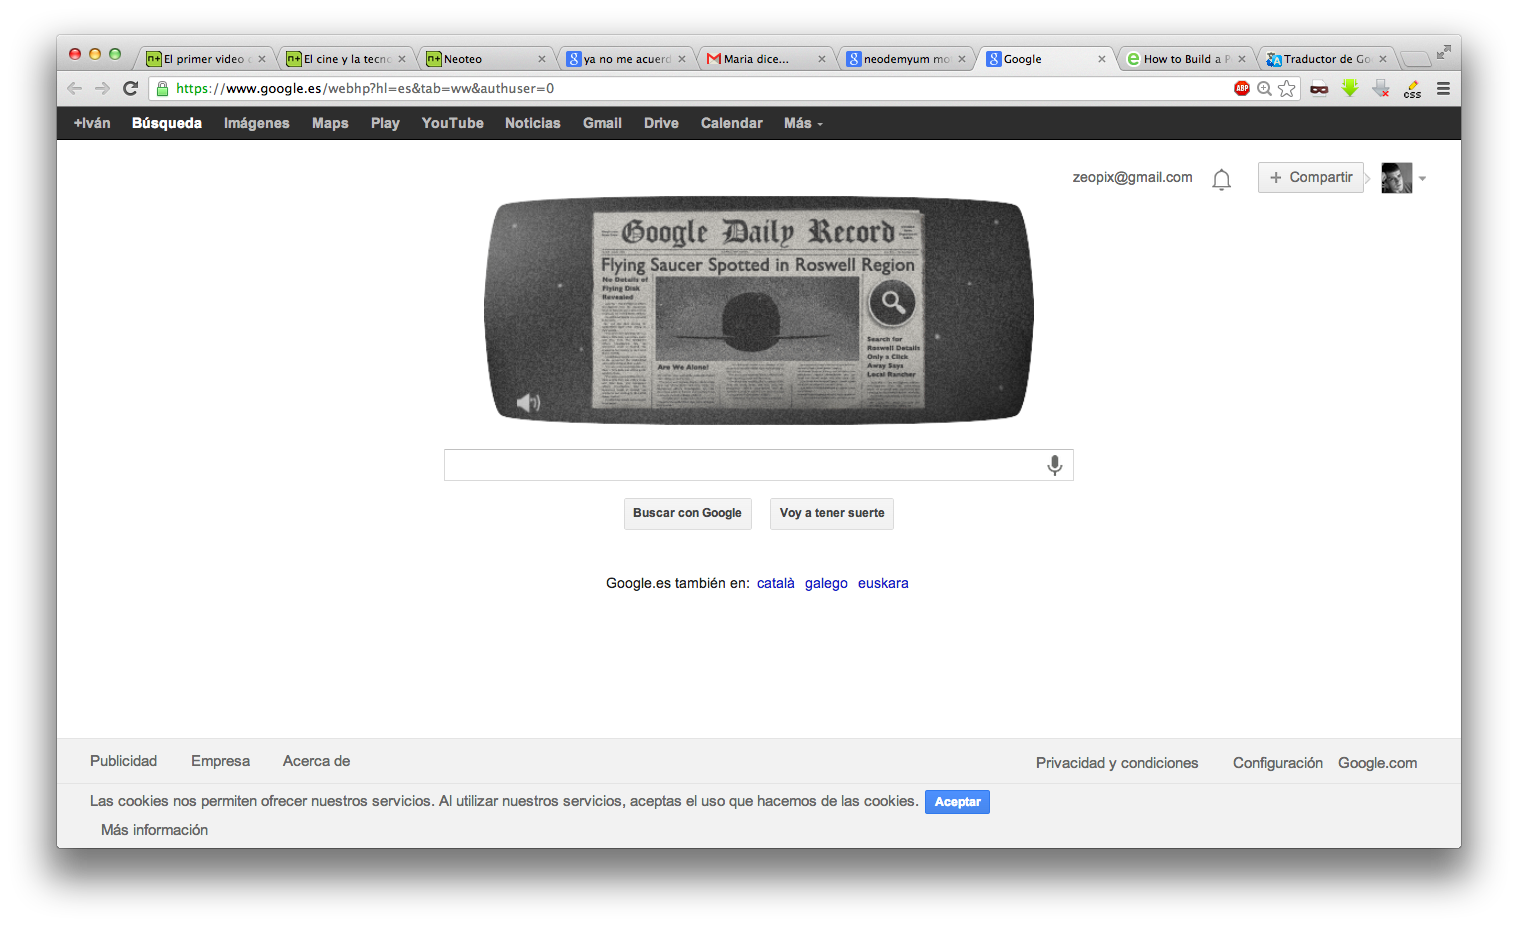 El primer video
El cine y la tecno
Neoteo
ya no me acuerd
Maria dice...
neodemyum mo
Google
How to Build a P
Traductor de Go
https://www.google.es/webhp?hl=es&tab=ww&authuser=0
ABP
css
+Iván Búsqueda Imágenes Maps Play YouTube Noticias Gmail Drive Calendar Más
zeopix@gmail.com
+ Compartir
Google Daily Record
Flying Saucer Spotted in Roswell Region
No Details of
Flying Disk
Revealed
Are We Alone!
Search for
Roswell Details
Only a Click
Away Says
Local Rancher
Buscar con Google
Voy a tener suerte
Google.es también en: català galego euskara
Publicidad Empresa Acerca de
Privacidad y condiciones Configuración Google.com
Las cookies nos permiten ofrecer nuestros servicios. Al utilizar nuestros servicios, aceptas el uso que hacemos de las cookies. Aceptar
Más información